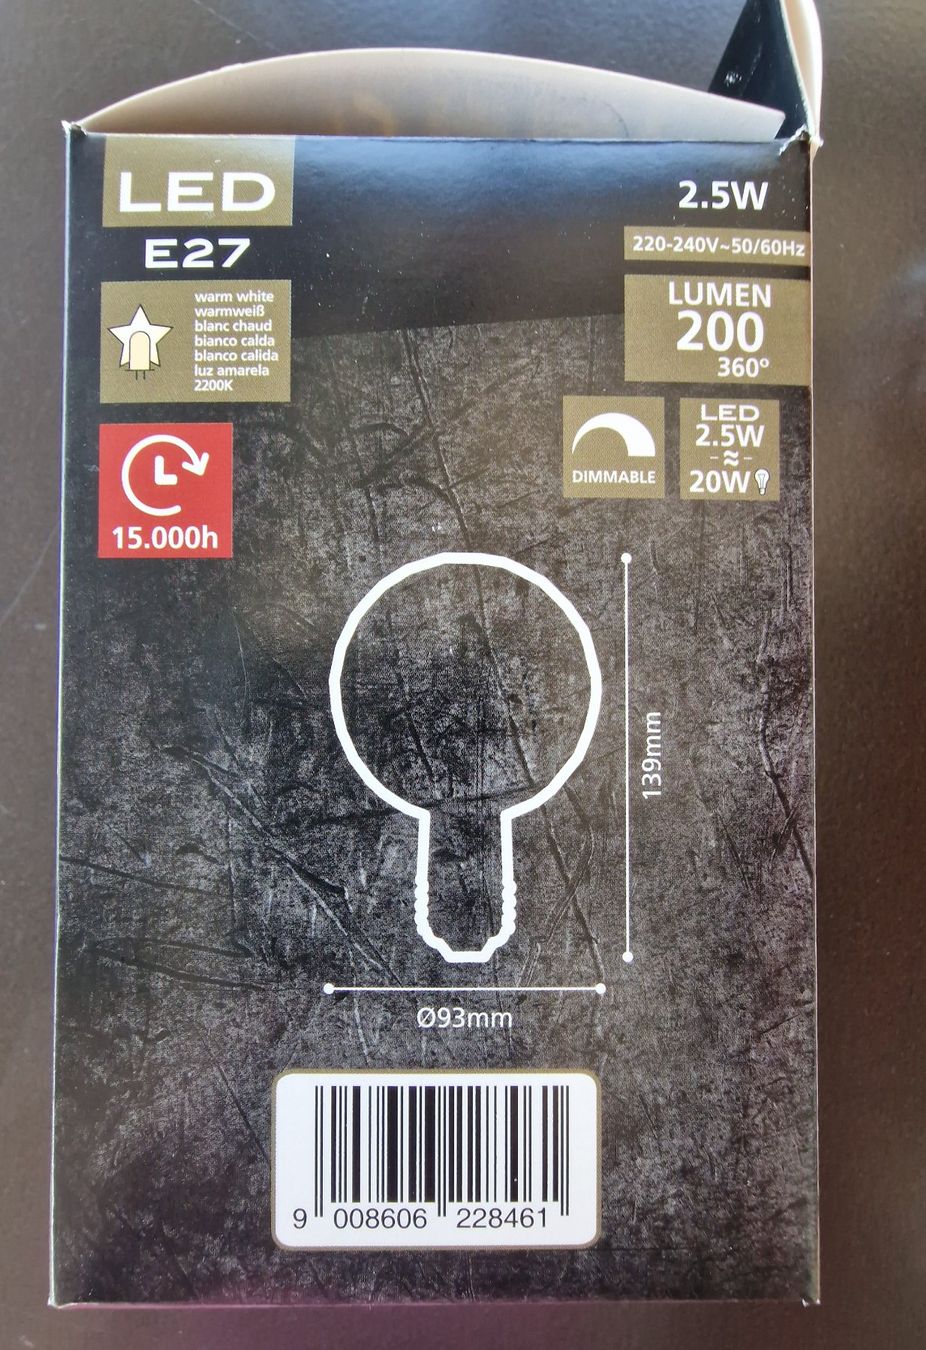 LED
E27
warm white
warmweiß
blanc chaud
bianco calda
blanco calida
luz amarela
2200K
15.000h
2.5W
220-240V~50/60Hz
LUMEN
200
360°
DIMMABLE
LED
2.5W
-≈-
20W
139mm
Ø93mm
9 008606 228461